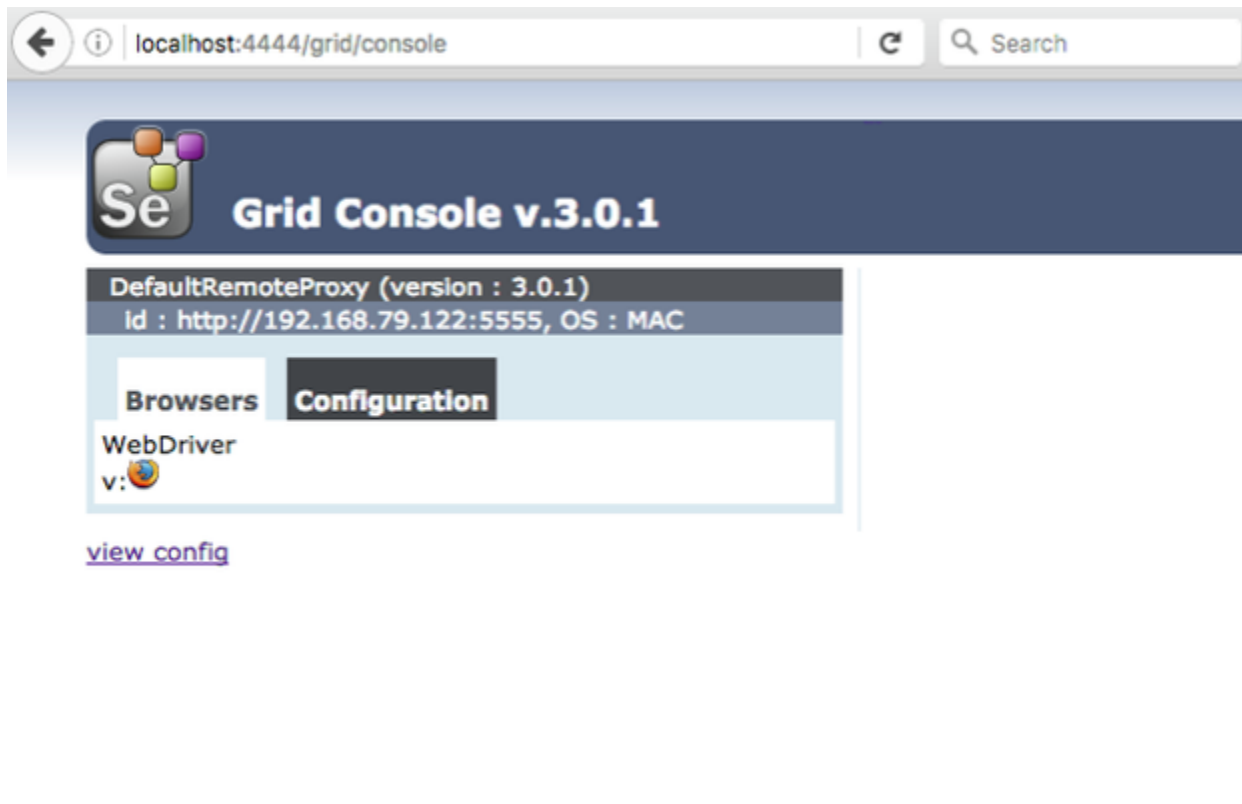 localhost:4444/grid/console
Search
Se
Grid Console v.3.0.1
DefaultRemoteProxy (version : 3.0.1)
id : http://192.168.79.122:5555, OS : MAC
Browsers
Configuration
WebDriver
v:
view config